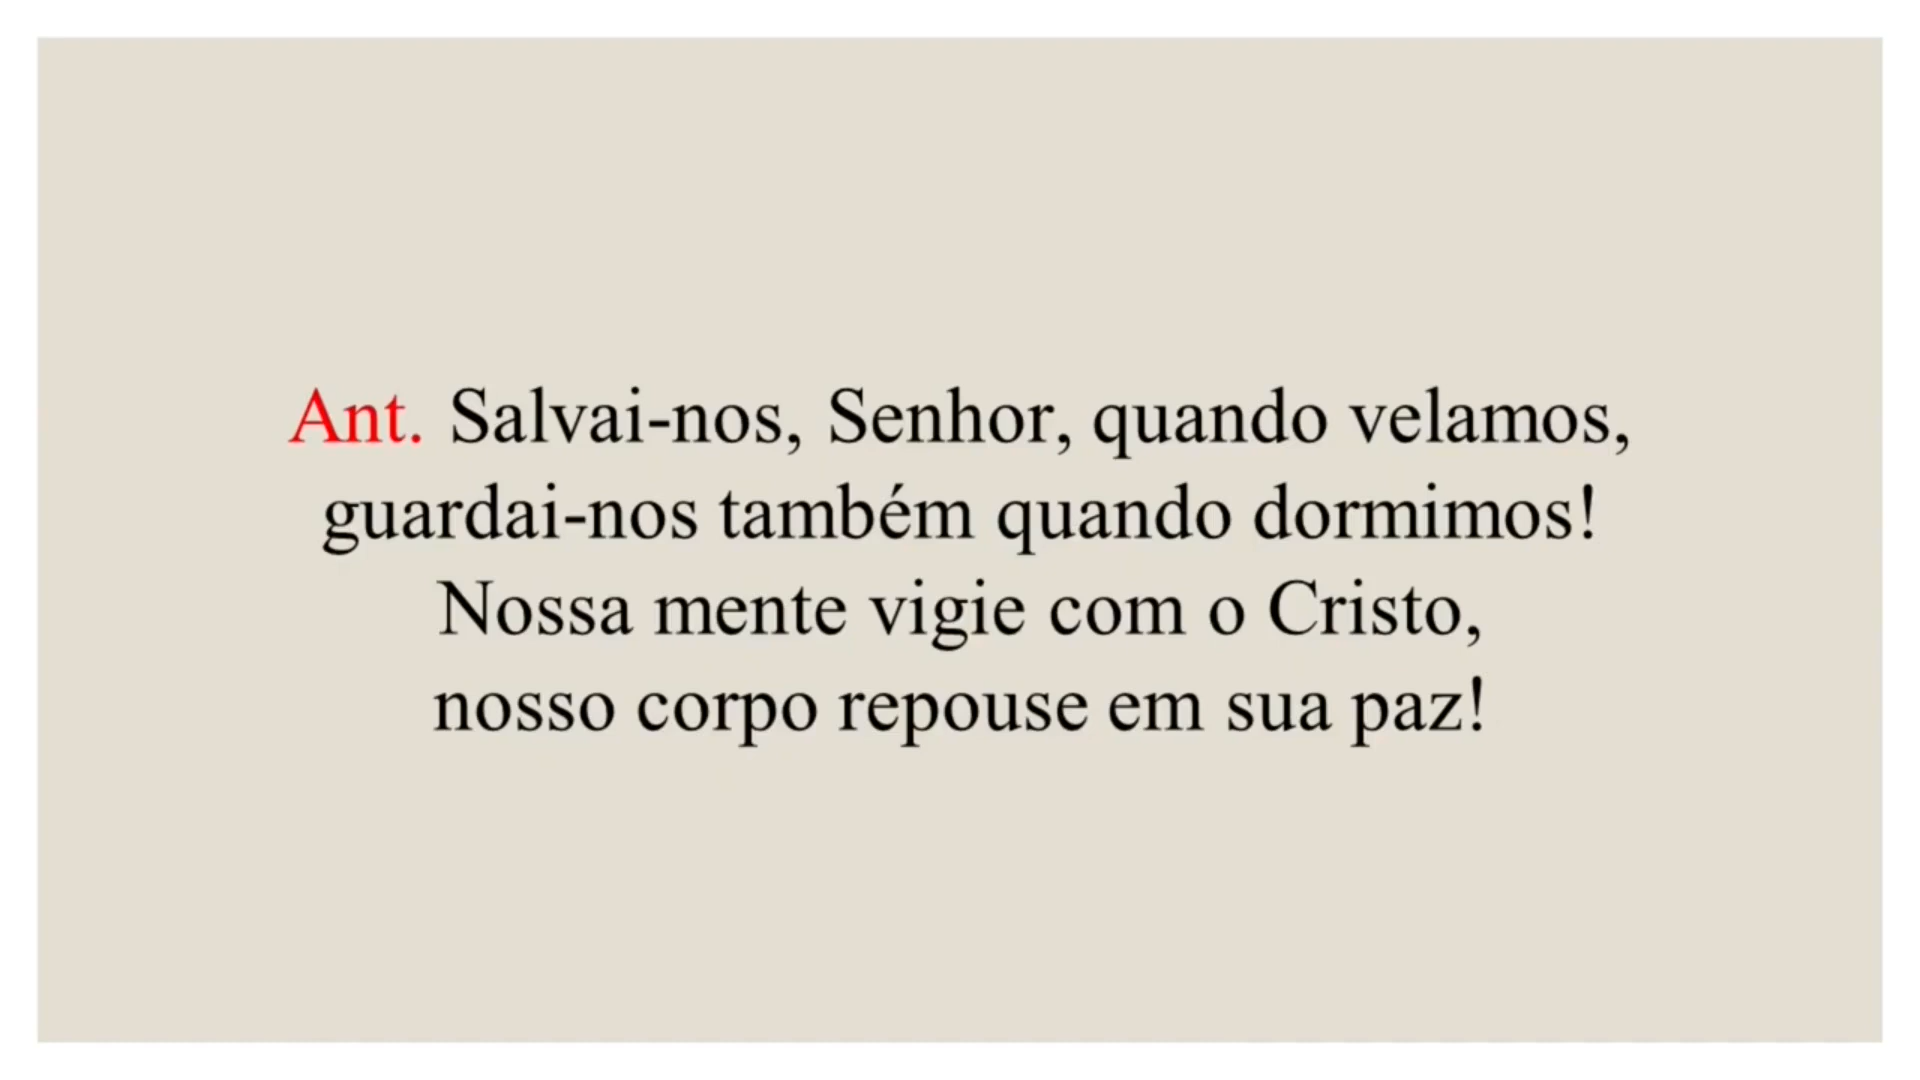 Ant. Salvai-nos, Senhor, quando velamos,
guardai-nos também quando dormimos!
Nossa mente vigie com o Cristo,
nosso corpo repouse em sua paz!